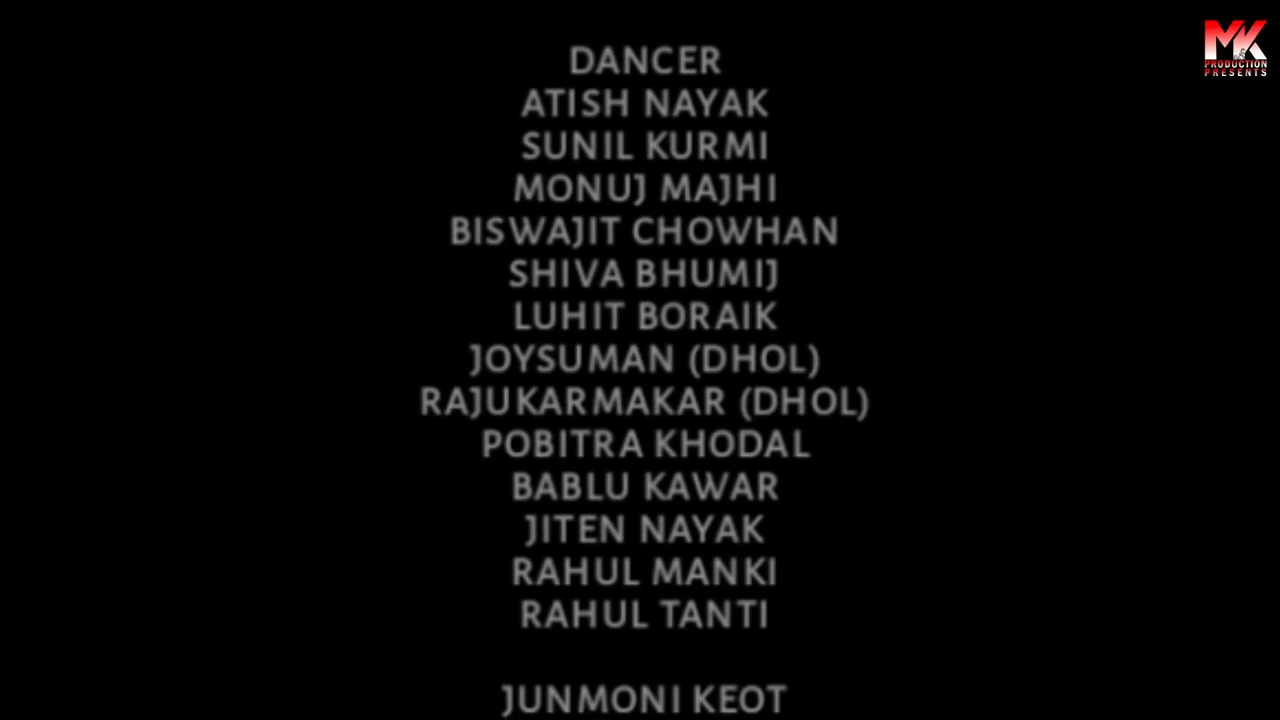 MK
PRODUCTION
PRESENTS
DANCER
ATISH NAYAK
SUNIL KURMI
MONUJ MAJHI
BISWAJIT CHOWHAN
SHIVA BHUMIJ
LUHIT BORAIK
JOYSUMAN (DHOL)
RAJUKARMAKAR (DHOL)
POBITRA KHODAL
BABLU KAWAR
JITEN NAYAK
RAHUL MANKI
RAHUL TANTI
JUNMONI KEOT